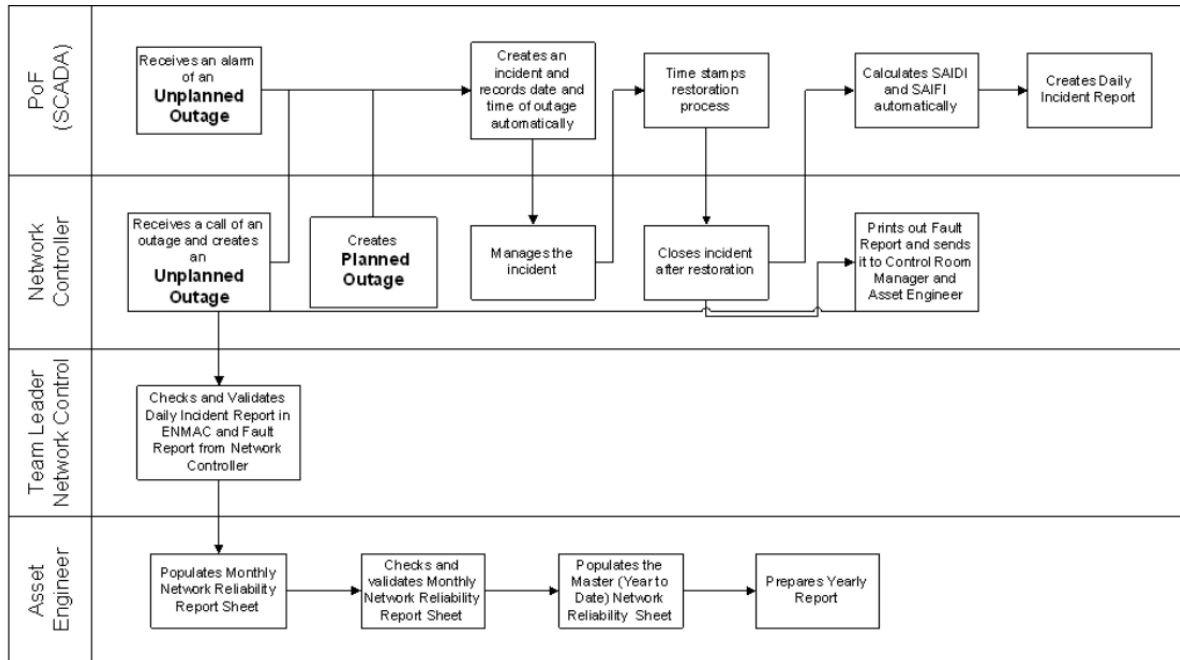 PoF
(SCADA)
Receives an alarm
of an
Unplanned
Outage
Creates an
incident and
records date and
time of outage
automatically
Time stamps
restoration
process
Calculates SAIDI
and SAIFI
automatically
Creates Daily
Incident Report
Network
Controller
Receives a call of an
outage and creates
an
Unplanned
Outage
Creates
Planned
Outage
Manages the
incident
Closes incident
after restoration
Prints out Fault
Report and sends
it to Control Room
Manager and
Asset Engineer
Team Leader
Network Control
Checks and Validates
Daily Incident Report in
ENMAC and Fault
Report from Network
Controller
Asset
Engineer
Populates Monthly
Network Reliability
Report Sheet
Checks and
validates Monthly
Network Reliability
Report Sheet
Populates the
Master (Year to
Date) Network
Reliability Sheet
Prepares Yearly
Report